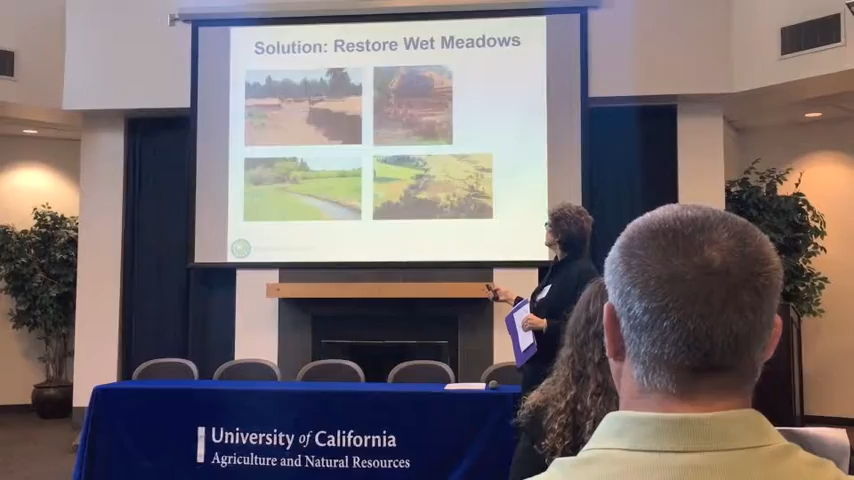 Solution: Restore Wet Meadows
University of California
Agriculture and Natural Resources